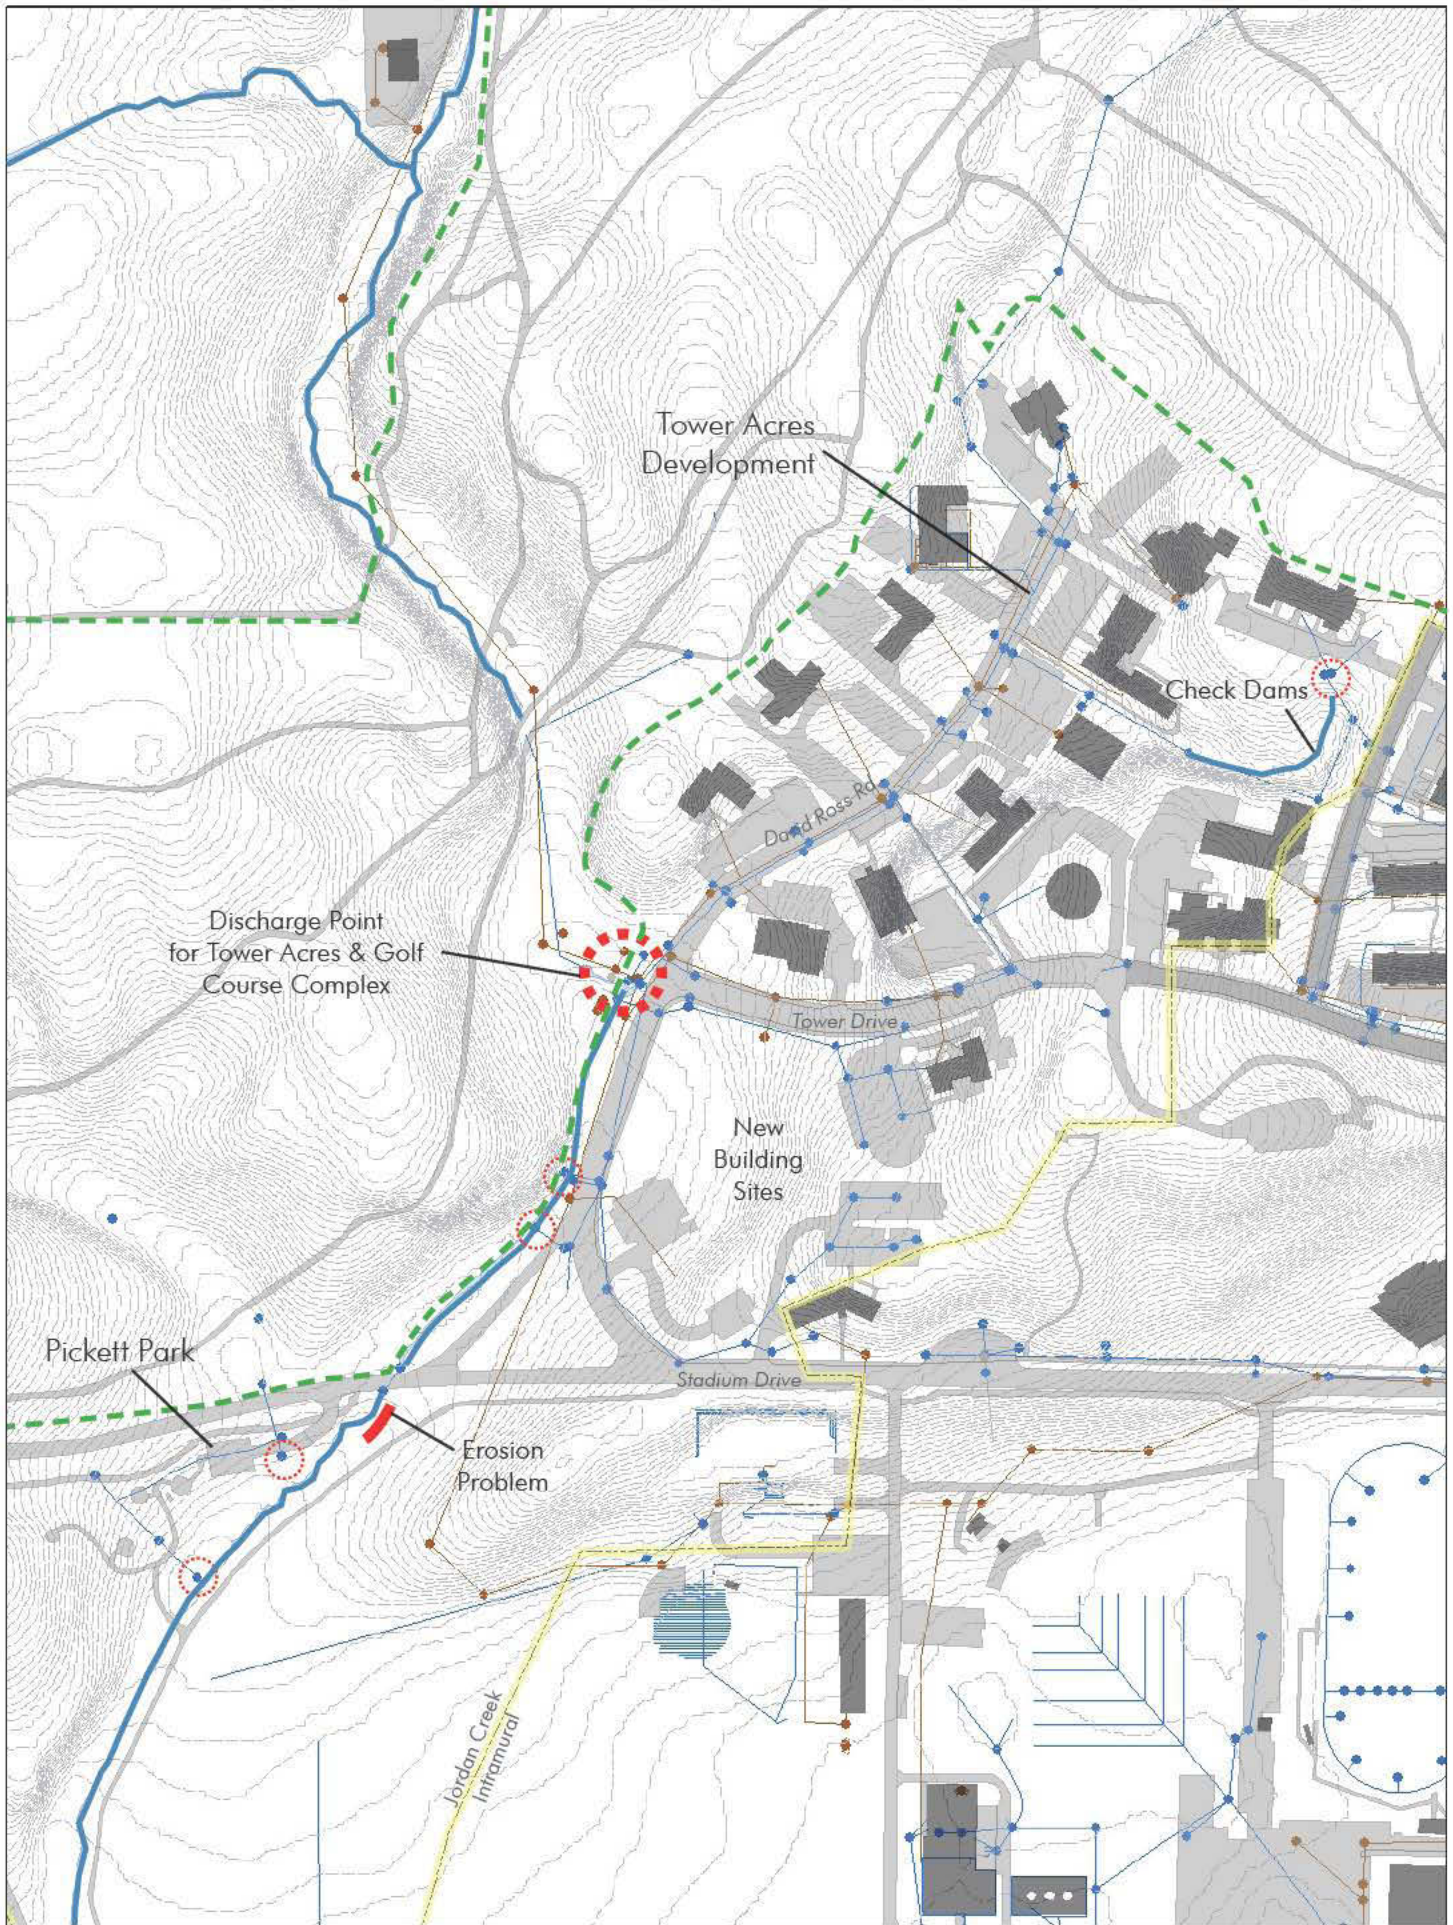 Tower Acres
Development
Check Dams
David Ross Rd.
Discharge Point
for Tower Acres & Golf
Course Complex
Tower Drive
New
Building
Sites
Pickett Park
Stadium Drive
Erosion
Problem
Jordan Creek
Intramural